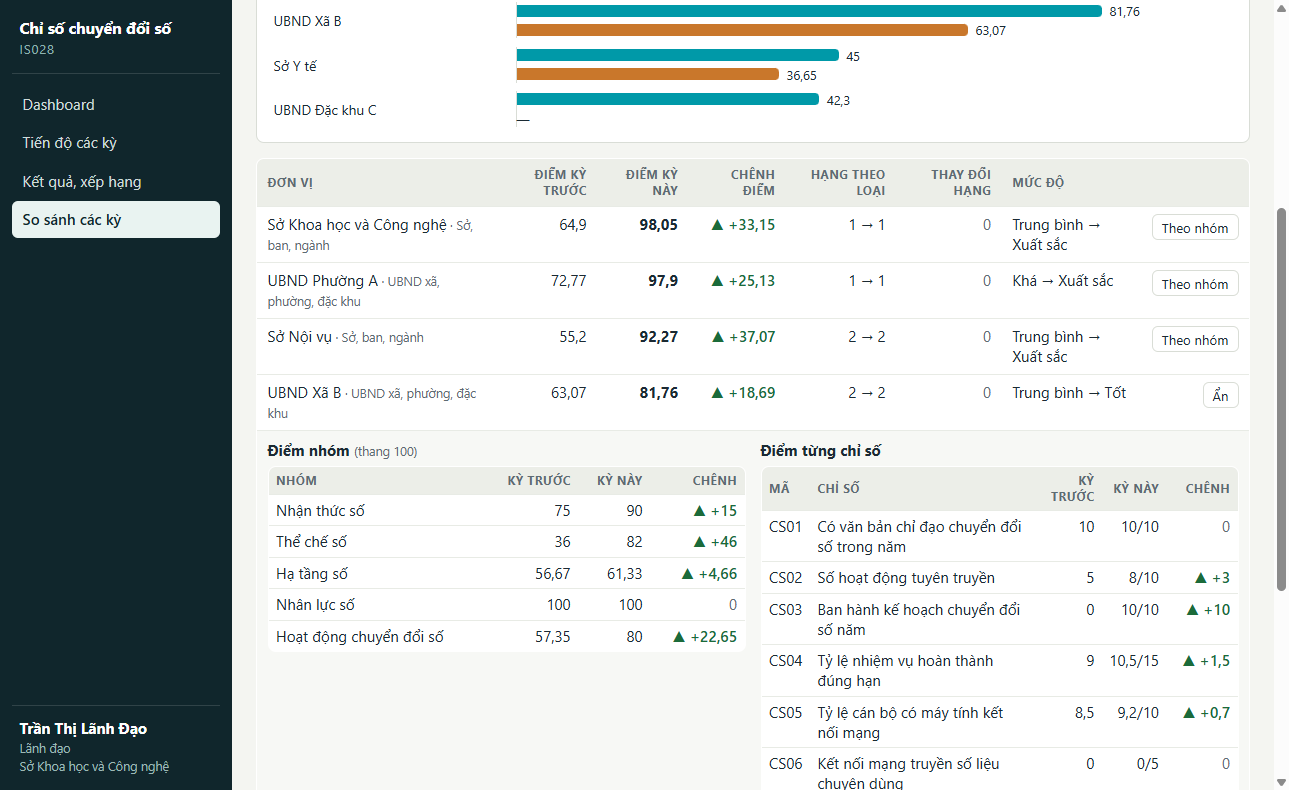 Chỉ số chuyển đổi số
IS028
Dashboard
Tiến độ các kỳ
Kết quả, xếp hạng
So sánh các kỳ
Trần Thị Lãnh Đạo
Lãnh đạo
Sở Khoa học và Công nghệ
UBND Xã B
81,76
63,07
Sở Y tế
45
36,65
UBND Đặc khu C
42,3
—
ĐƠN VỊ ĐIỂM KỲ TRƯỚC ĐIỂM KỲ NÀY CHÊNH ĐIỂM HẠNG THEO LOẠI THAY ĐỔI HẠNG MỨC ĐỘ
Sở Khoa học và Công nghệ · Sở, ban, ngành 64,9 98,05 ▲ +33,15 1 → 1 0 Trung bình → Xuất sắc Theo nhóm
UBND Phường A · UBND xã, phường, đặc khu 72,77 97,9 ▲ +25,13 1 → 1 0 Khá → Xuất sắc Theo nhóm
Sở Nội vụ · Sở, ban, ngành 55,2 92,27 ▲ +37,07 2 → 2 0 Trung bình → Xuất sắc Theo nhóm
UBND Xã B · UBND xã, phường, đặc khu 63,07 81,76 ▲ +18,69 2 → 2 0 Trung bình → Tốt Ẩn
Điểm nhóm (thang 100)
NHÓM KỲ TRƯỚC KỲ NÀY CHÊNH
Nhận thức số 75 90 ▲ +15
Thể chế số 36 82 ▲ +46
Hạ tầng số 56,67 61,33 ▲ +4,66
Nhân lực số 100 100 0
Hoạt động chuyển đổi số 57,35 80 ▲ +22,65
Điểm từng chỉ số
MÃ CHỈ SỐ KỲ TRƯỚC KỲ NÀY CHÊNH
CS01 Có văn bản chỉ đạo chuyển đổi số trong năm 10 10/10 0
CS02 Số hoạt động tuyên truyền 5 8/10 ▲ +3
CS03 Ban hành kế hoạch chuyển đổi số năm 0 10/10 ▲ +10
CS04 Tỷ lệ nhiệm vụ hoàn thành đúng hạn 9 10,5/15 ▲ +1,5
CS05 Tỷ lệ cán bộ có máy tính kết nối mạng 8,5 9,2/10 ▲ +0,7
CS06 Kết nối mạng truyền số liệu chuyên dùng 0 0/5 0